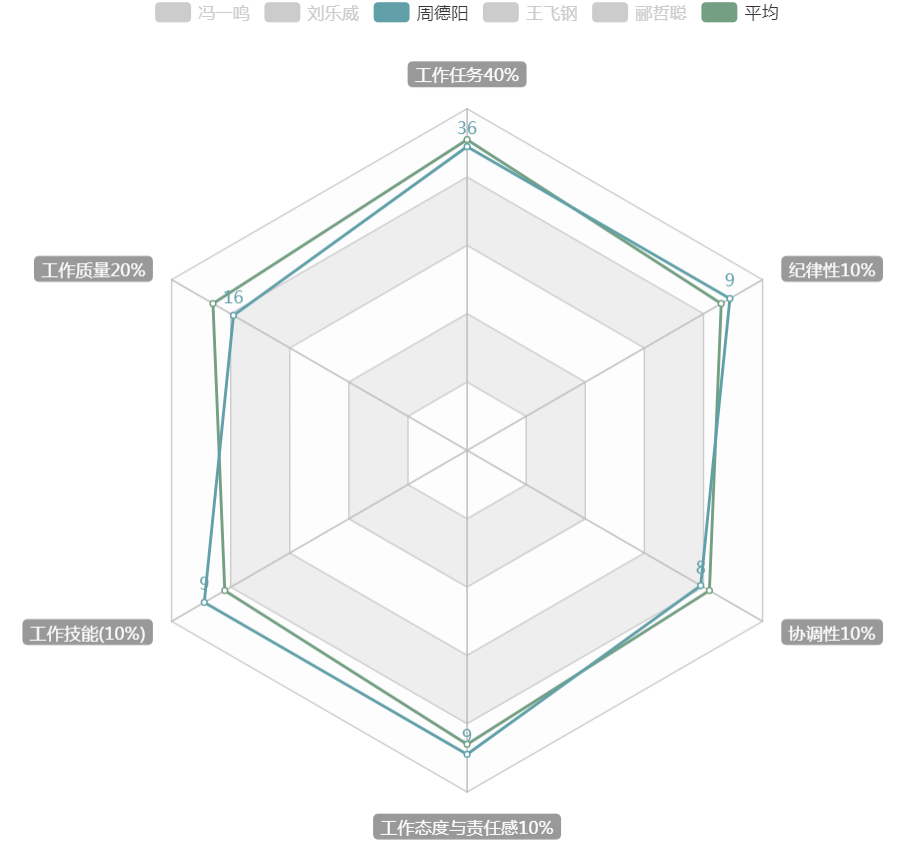 冯一鸣 刘乐威 周德阳 王飞钢 郦哲聪 平均
工作任务40%
36
工作质量20%
纪律性10%
16
9
9
8
工作技能(10%)
协调性10%
9
工作态度与责任感10%